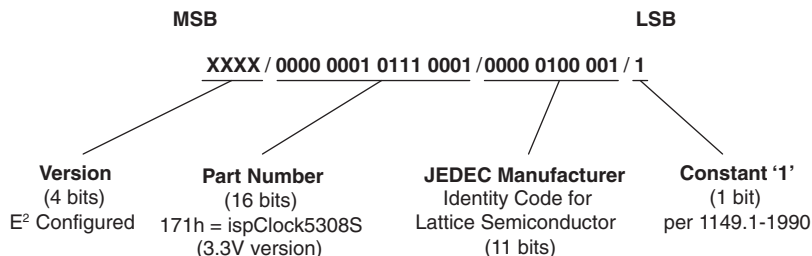 MSB LSB
XXXX / 0000 0001 0111 0001 / 0000 0100 001 / 1
Version
(4 bits)
E² Configured
Part Number
(16 bits)
171h = ispClock5308S
(3.3V version)
JEDEC Manufacturer
Identity Code for
Lattice Semiconductor
(11 bits)
Constant ‘1’
(1 bit)
per 1149.1-1990